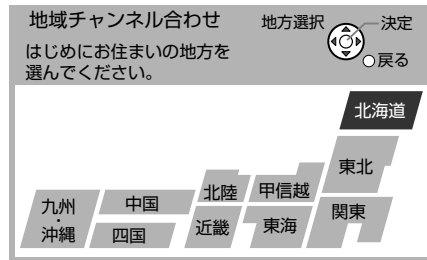 地域チャンネル合わせ
地方選択
決定
戻る
はじめにお住まいの地方を
選んでください。
北海道
東北
北陸
甲信越
九州
・
沖縄
中国
関東
近畿
東海
四国